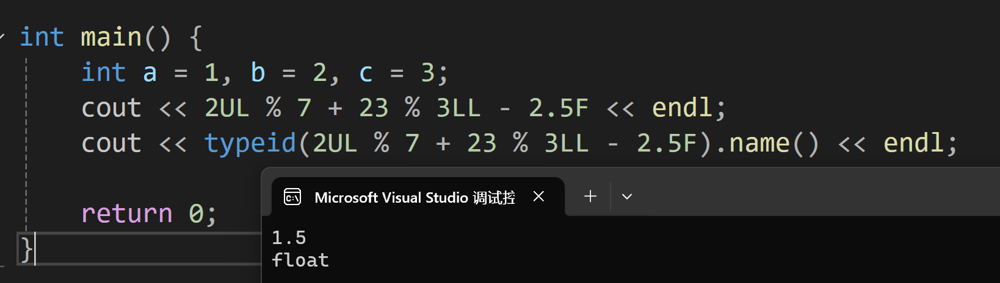 int main() {
int a = 1, b = 2, c = 3;
cout << 2UL % 7 + 23 % 3LL - 2.5F << endl;
cout << typeid(2UL % 7 + 23 % 3LL - 2.5F).name() << endl;
Microsoft Visual Studio 调试控
return 0;
}
1.5
float